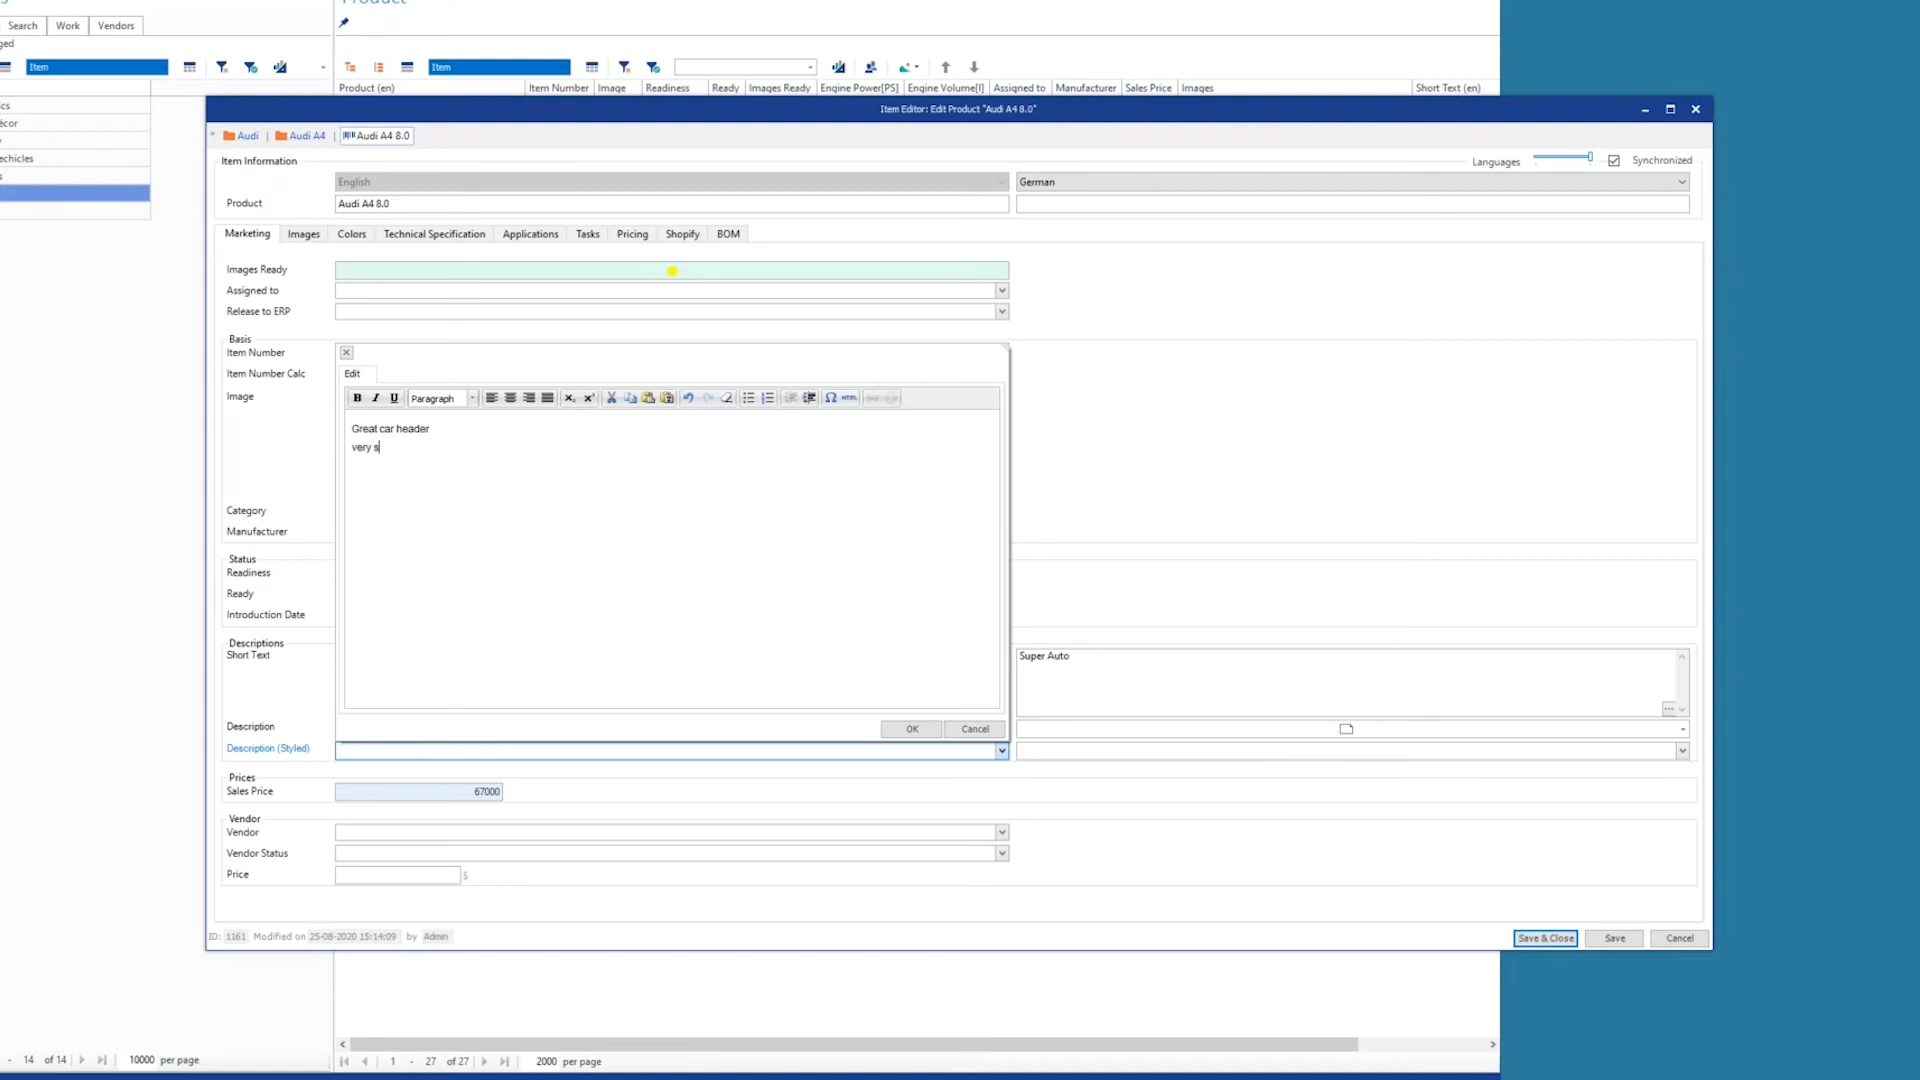 Product
Search Work Vendors
ged
Item
Item
Product (en) Item Number Image Readiness Ready Images Ready Engine Power[PS] Engine Volume[l] Assigned to Manufacturer Sales Price Images Short Text (en)
ics
écor
echicles
s
Item Editor: Edit Product "Audi A4 8.0"
Audi | Audi A4 | Audi A4 8.0
Item Information
Languages Synchronized
English German
Product Audi A4 8.0
Marketing Images Colors Technical Specification Applications Tasks Pricing Shopify BOM
Images Ready
Assigned to
Release to ERP
Basis
Item Number
Item Number Calc
Image
Category
Manufacturer
Edit
B I U Paragraph HTML
Great car header
very s
OK Cancel
Status
Readiness
Ready
Introduction Date
Descriptions
Short Text Super Auto
Description
Description (Styled)
Prices
Sales Price 67000
Vendor
Vendor
Vendor Status
Price $
ID: 1161 Modified on 25-08-2020 15:14:09 by Admin
Save & Close Save Cancel
- 14 of 14 10000 per page
1 - 27 of 27 2000 per page